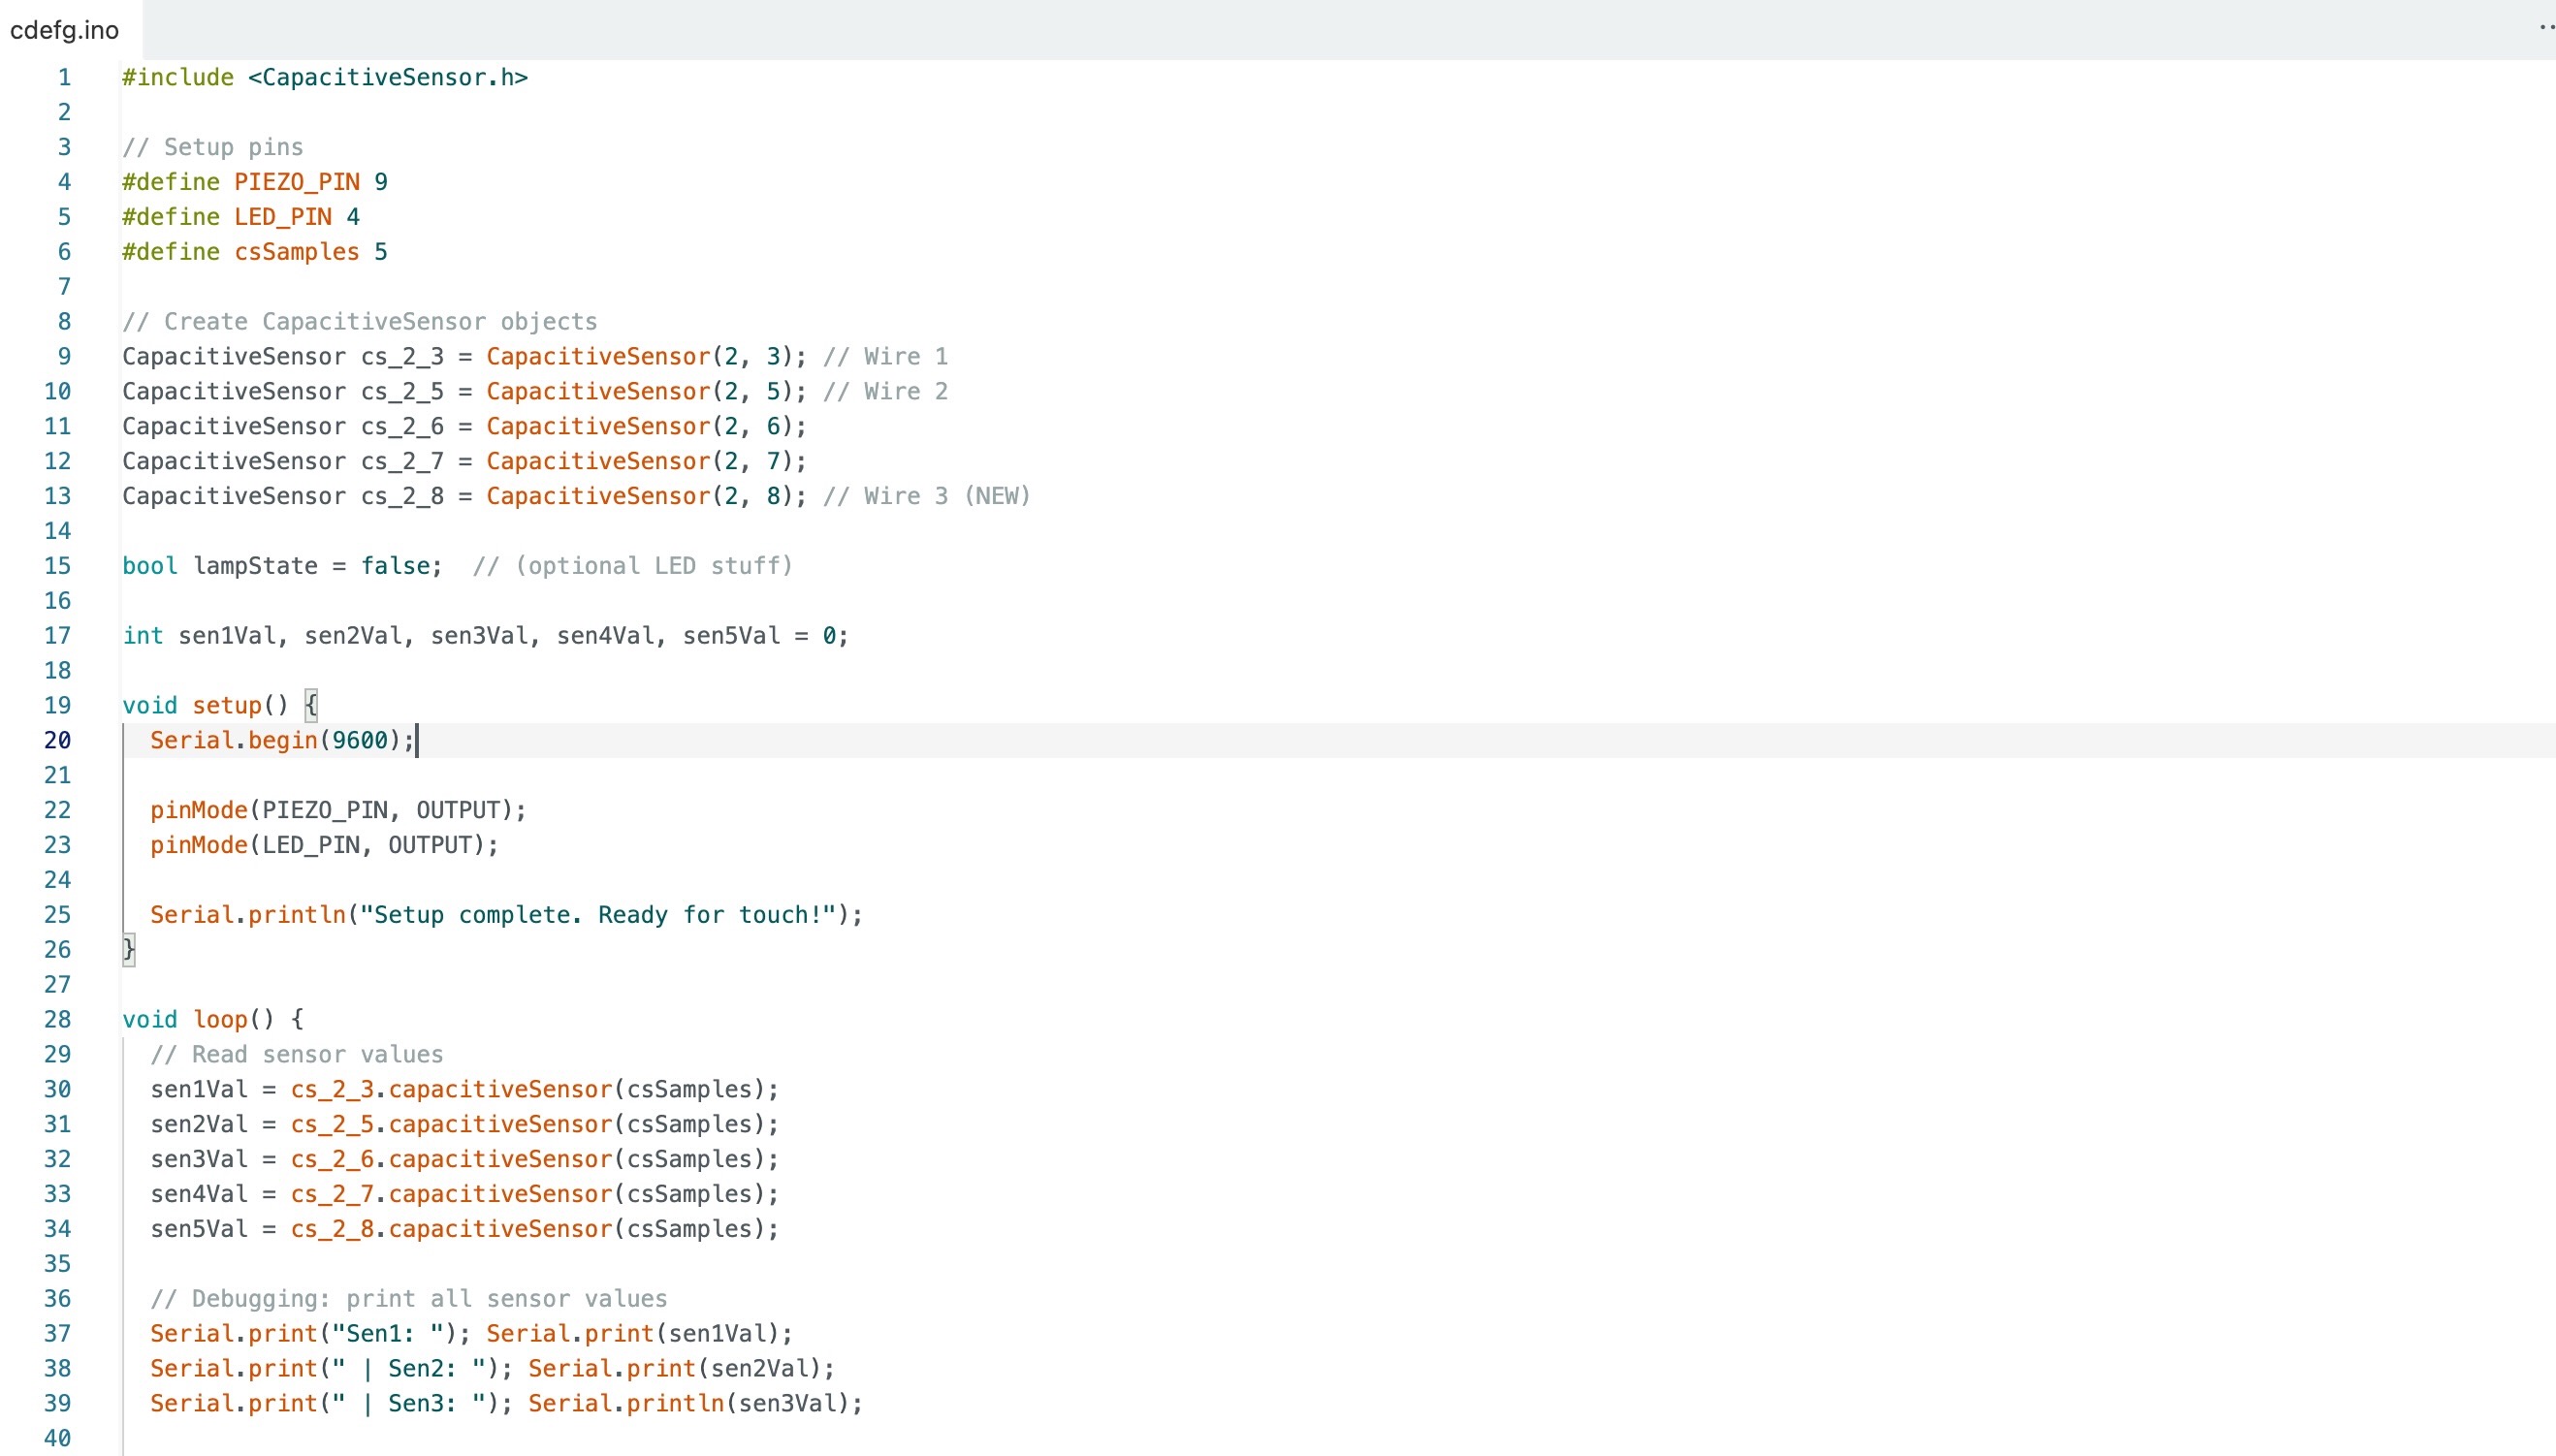 cdefg.ino
1 #include <CapacitiveSensor.h>
2
3 // Setup pins
4 #define PIEZO_PIN 9
5 #define LED_PIN 4
6 #define csSamples 5
7
8 // Create CapacitiveSensor objects
9 CapacitiveSensor cs_2_3 = CapacitiveSensor(2, 3); // Wire 1
10 CapacitiveSensor cs_2_5 = CapacitiveSensor(2, 5); // Wire 2
11 CapacitiveSensor cs_2_6 = CapacitiveSensor(2, 6);
12 CapacitiveSensor cs_2_7 = CapacitiveSensor(2, 7);
13 CapacitiveSensor cs_2_8 = CapacitiveSensor(2, 8); // Wire 3 (NEW)
14
15 bool lampState = false;  // (optional LED stuff)
16
17 int sen1Val, sen2Val, sen3Val, sen4Val, sen5Val = 0;
18
19 void setup() {
20   Serial.begin(9600);
21
22   pinMode(PIEZO_PIN, OUTPUT);
23   pinMode(LED_PIN, OUTPUT);
24
25   Serial.println("Setup complete. Ready for touch!");
26 }
27
28 void loop() {
29   // Read sensor values
30   sen1Val = cs_2_3.capacitiveSensor(csSamples);
31   sen2Val = cs_2_5.capacitiveSensor(csSamples);
32   sen3Val = cs_2_6.capacitiveSensor(csSamples);
33   sen4Val = cs_2_7.capacitiveSensor(csSamples);
34   sen5Val = cs_2_8.capacitiveSensor(csSamples);
35
36   // Debugging: print all sensor values
37   Serial.print("Sen1: "); Serial.print(sen1Val);
38   Serial.print(" | Sen2: "); Serial.print(sen2Val);
39   Serial.print(" | Sen3: "); Serial.println(sen3Val);
40